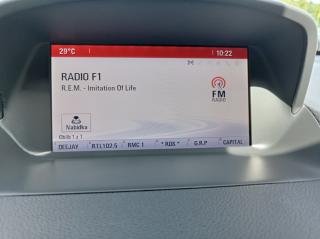 29°C 10:22
RADIO F1
R.E.M. - Imitation Of Life
FM
RADIO
Nabídka
Oblíb 1 z 1
DEEJAY RTL102.5 RMC 1 * RDS * G.R.P CAPITAL